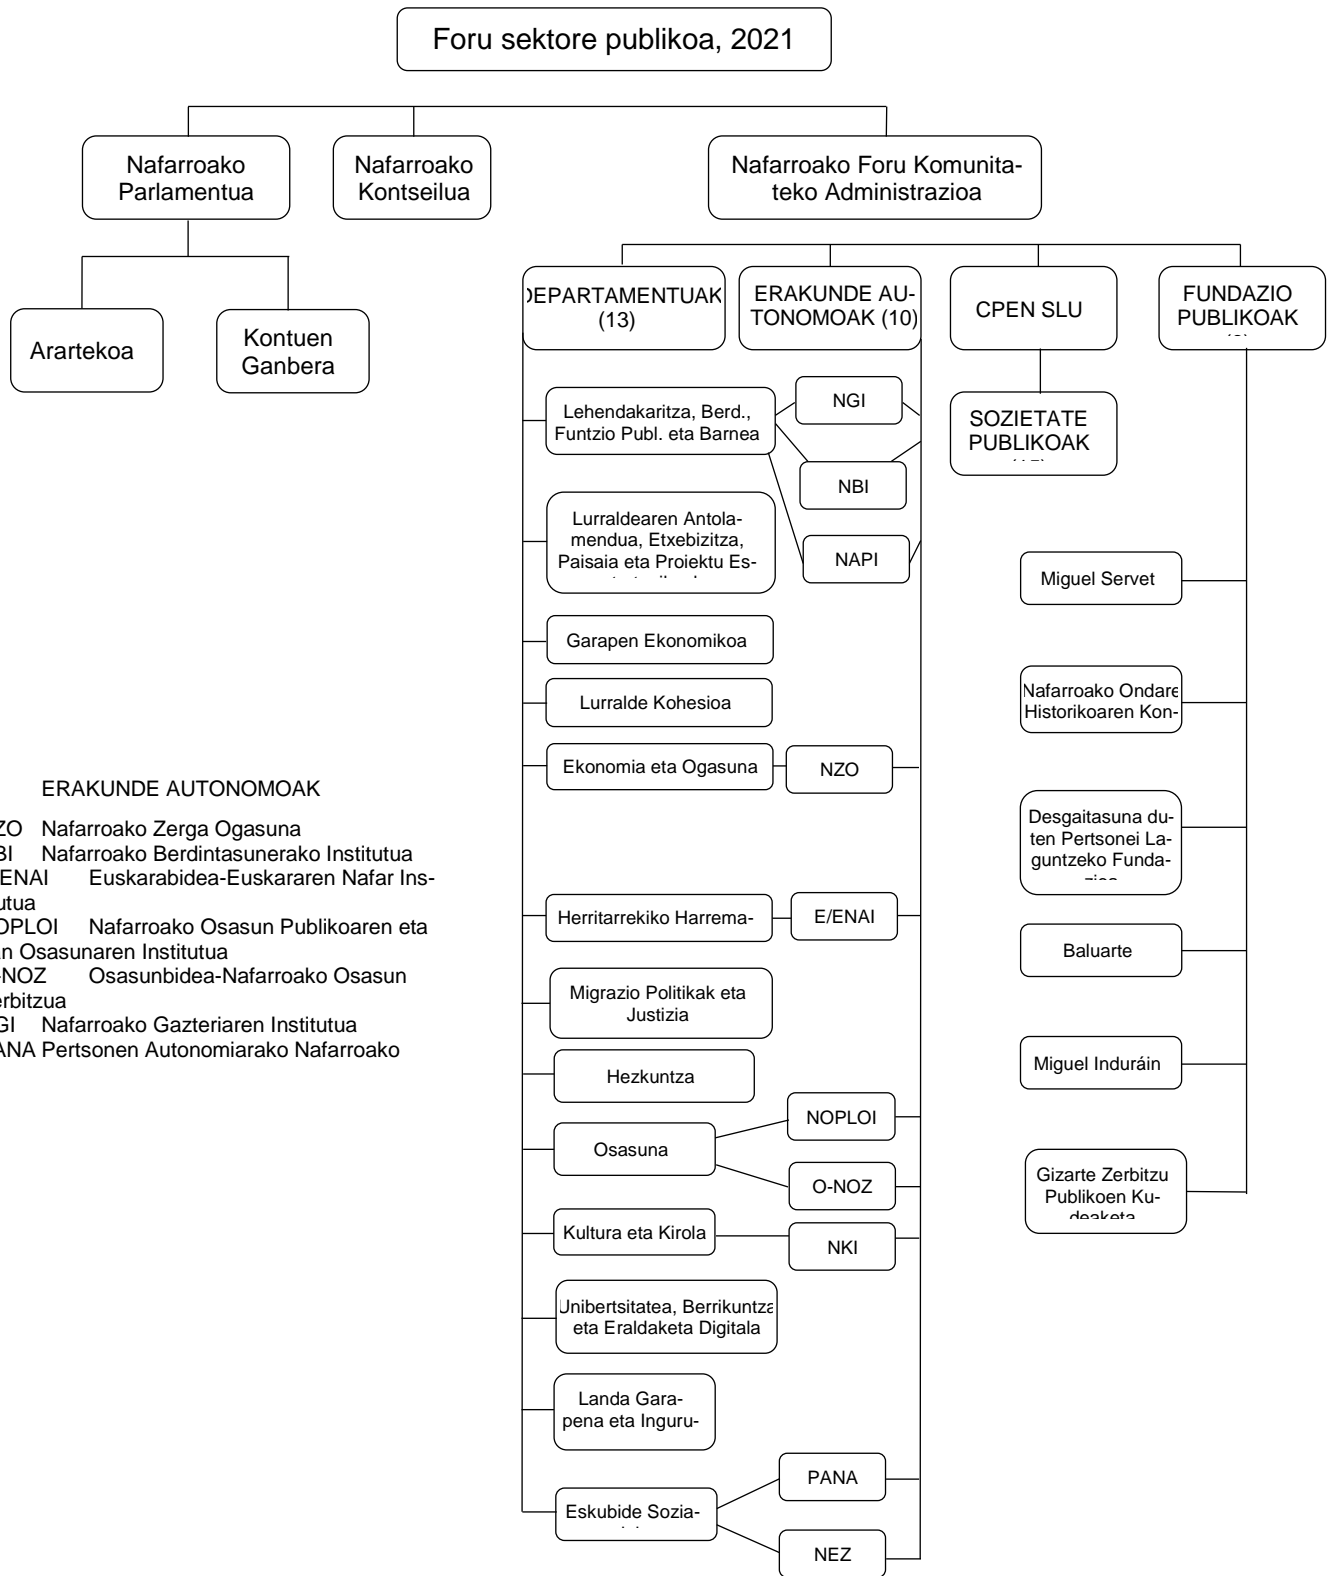 Foru sektore publikoa, 2021
Nafarroako
Parlamentua
Nafarroako
Kontseilua
Nafarroako Foru Komunita-
teko Administrazioa
Arartekoa
Kontuen
Ganbera
DEPARTAMENTUAK
(13)
ERAKUNDE AU-
TONOMOAK (10)
CPEN SLU
FUNDAZIO
PUBLIKOAK
SOZIETATE
PUBLIKOAK
Lehendakaritza, Berd.,
Funtzio Publ. eta Barnea
NGI
NBI
NAPI
Lurraldearen Antola-
mendua, Etxebizitza,
Paisaia eta Proiektu Es-
Garapen Ekonomikoa
Lurralde Kohesioa
Ekonomia eta Ogasuna
NZO
Herritarrekiko Harrema-
E/ENAI
Migrazio Politikak eta
Justizia
Hezkuntza
Osasuna
NOPLOI
O-NOZ
Kultura eta Kirola
NKI
Unibertsitatea, Berrikuntza
eta Eraldaketa Digitala
Landa Gara-
pena eta Inguru-
Eskubide Sozia-
PANA
NEZ
Miguel Servet
Nafarroako Ondare
Historikoaren Kon-
Desgaitasuna du-
ten Pertsonei La-
guntzeko Funda-
Baluarte
Miguel Induráin
Gizarte Zerbitzu
Publikoen Ku-
deaketa
ERAKUNDE AUTONOMOAK
ZO Nafarroako Zerga Ogasuna
BI Nafarroako Berdintasunerako Institutua
ENAI Euskarabidea-Euskararen Nafar Ins-
utua
OPLOI Nafarroako Osasun Publikoaren eta
n Osasunaren Institutua
-NOZ Osasunbidea-Nafarroako Osasun
erbitzua
GI Nafarroako Gazteriaren Institutua
ANA Pertsonen Autonomiarako Nafarroako